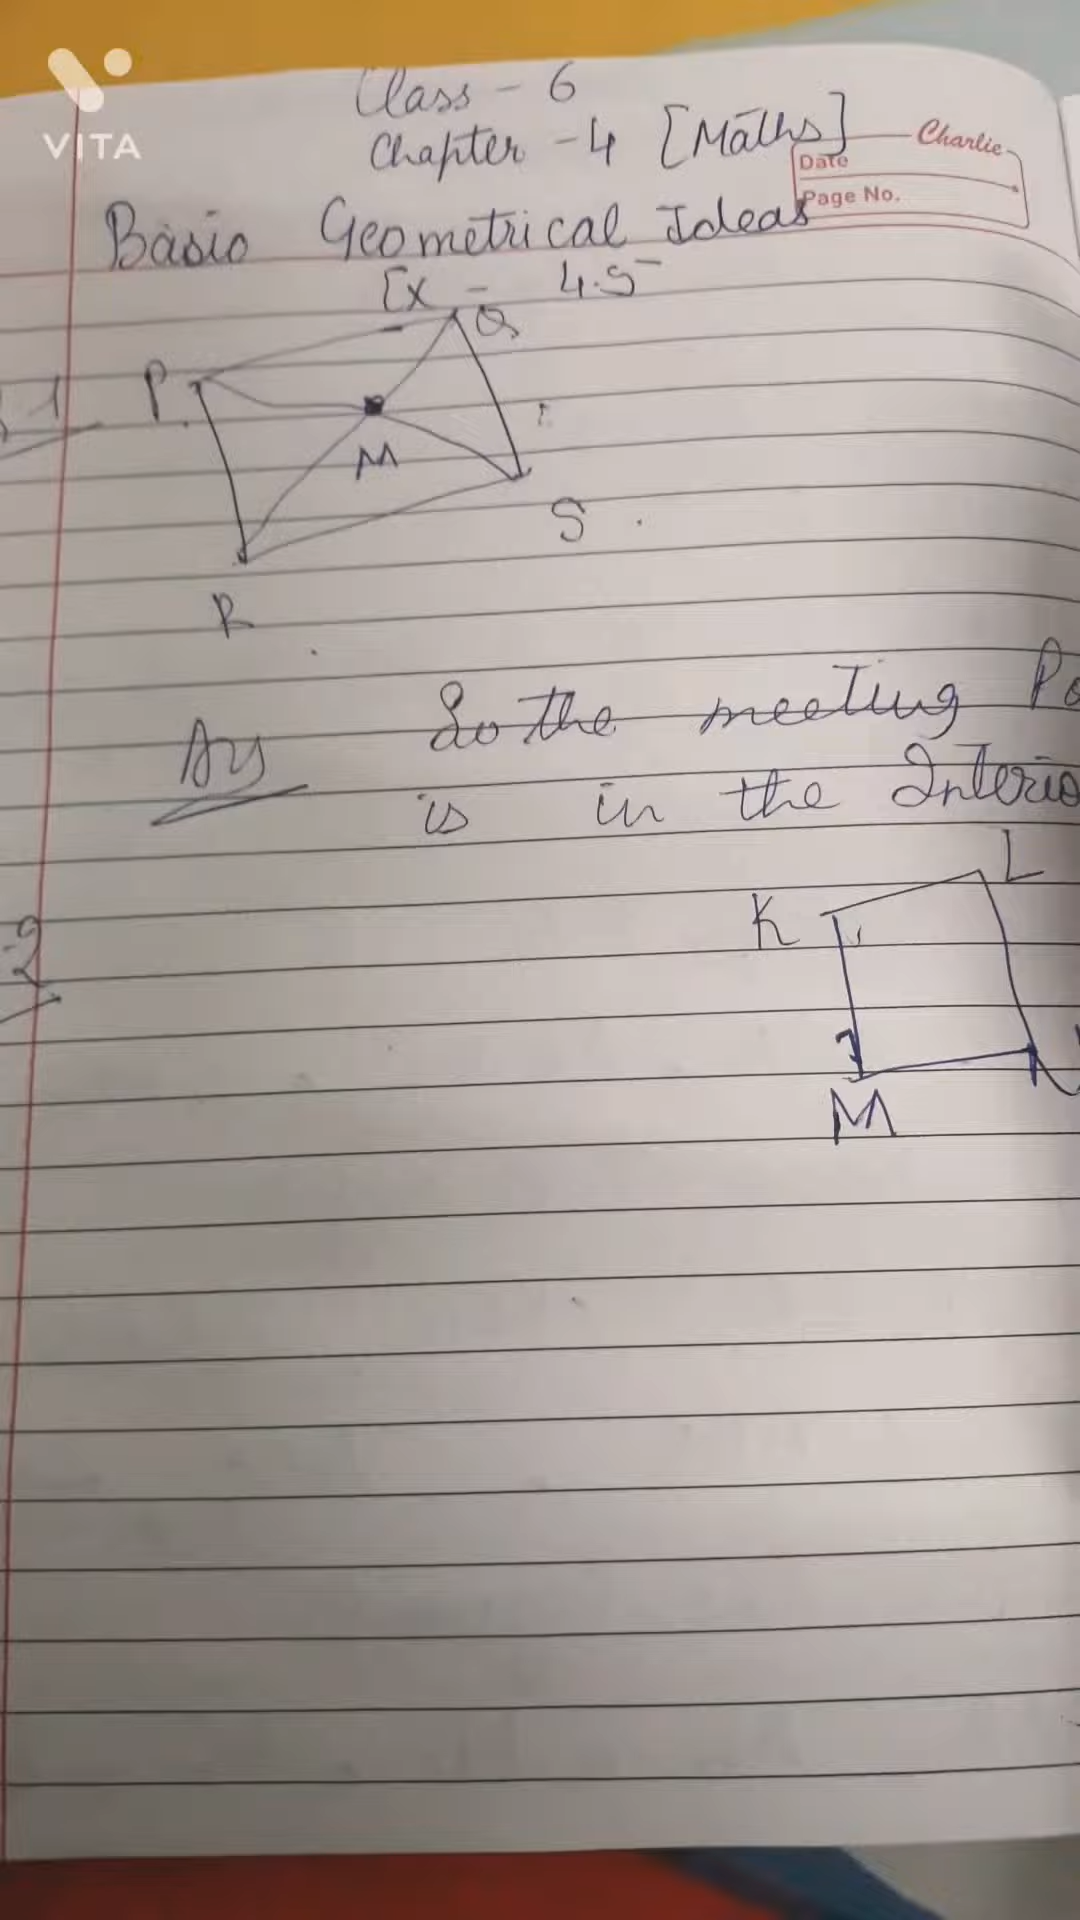 VITA
Class - 6
Chapter - 4 [Maths]
Charlie
Date
Page No.
Basic Geometrical Ideas
Ex - 4.5
Q
P
1
M
S
R
So the meeting
Ans
is in the
L
K
2
M